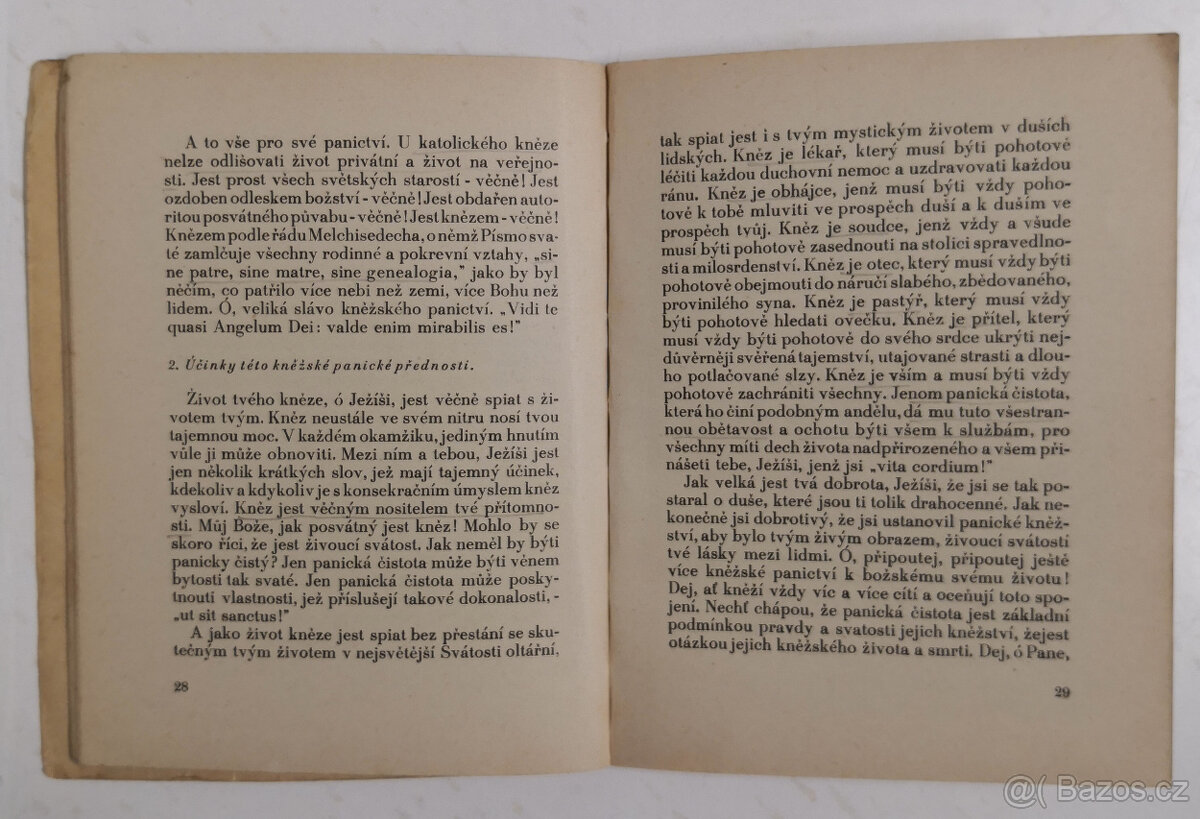 A to vše pro své panictví. U katolického kněze
nelze odlišovati život privátní a život na veřejno-
sti. Jest prost všech světských starostí - věčně! Jest
ozdoben odleskem božství - věčně! Jest obdařen auto-
ritou posvátného půvabu - věčně! Jest knězem - věčně!
Knězem podle řádu Melchisedecha, o němž Písmo sva-
té zamlčuje všechny rodinné a pokrevní vztahy, „si-
ne patre, sine matre, sine genealogia,” jako by byl
něčím, co patřilo více nebi než zemi, více Bohu než
lidem. Ó, veliká slávo kněžského panictví. „Vidi te
quasi Angelum Dei: valde enim mirabilis es!”
2. Účinky této kněžské panické přednosti.
Život tvého kněze, ó Ježíši, jest věčně spiat s ži-
votem tvým. Kněz neustále ve svém nitru nosí tvou
tajemnou moc. V každém okamžiku, jediným hnutím
vůle ji může obnoviti. Mezi ním a tebou, Ježíši jest
jen několik krátkých slov, jež mají tajemný účinek,
kdekoliv a kdykoliv je s konsekračním úmyslem kněz
vysloví. Kněz jest věčným nositelem tvé přítomno-
sti. Můj Bože, jak posvátný jest kněz! Mohlo by se
skoro říci, že jest živoucí svátost. Jak neměl by býti
panicky čistý? Jen panická čistota může býti věnem
bytosti tak svaté. Jen panická čistota může posky-
tnouti vlastnosti, jež příslušejí takové dokonalosti, -
„ut sit sanctus!”
A jako život kněze jest spiat bez přestání se sku-
tečným tvým životem v nejsvětější Svátosti oltářní,
28
tak spiat jest i s tvým mystickým životem v duších
lidských. Kněz je lékař, který musí býti pohotově
léčiti každou duchovní nemoc a uzdravovati každou
ránu. Kněz je obhájce, jenž musí býti vždy poho-
tově k tobě mluviti ve prospěch duší a k duším ve
prospěch tvůj. Kněz je soudce, jenž vždy a všude
musí býti pohotově zasednouti na stolici spravedlno-
sti a milosrdenství. Kněz je otec, který musí vždy býti
pohotově obejmouti do náručí slabého, zbědovaného,
provinilého syna. Kněz je pastýř, který musí vždy
býti pohotově hledati ovečku. Kněz je přítel, který
musí vždy býti pohotově do svého srdce ukrýti nej-
důvěrněji svěřená tajemství, utajované strasti a dlou-
ho potlačované slzy. Kněz je vším a musí býti vždy
pohotově zachrániti všechny. Jenom panická čistota,
která ho činí podobným andělu, dá mu tuto všestran-
nou obětavost a ochotu býti všem k službám, pro
všechny míti dech života nadpřirozeného a všem při-
nášeti tebe, Ježíši, jenž jsi „vita cordium!”
Jak velká jest tvá dobrota, Ježíši, že jsi se tak po-
staral o duše, které jsou ti tolik drahocenné. Jak ne-
konečně jsi dobrotivý, že jsi ustanovil panické kněž-
ství, aby bylo tvým živým obrazem, živoucí svátostí
tvé lásky mezi lidmi. Ó, připoutej, připoutej ještě
více kněžské panictví k božskému svému životu!
Dej, ať kněží vždy víc a více cítí a oceňují toto spo-
jení. Nechť chápou, že panická čistota jest základní
podmínkou pravdy a svatosti jejich kněžství, žejest
otázkou jejich kněžského života a smrti. Dej, ó Pane,
29
@( Bazos.cz